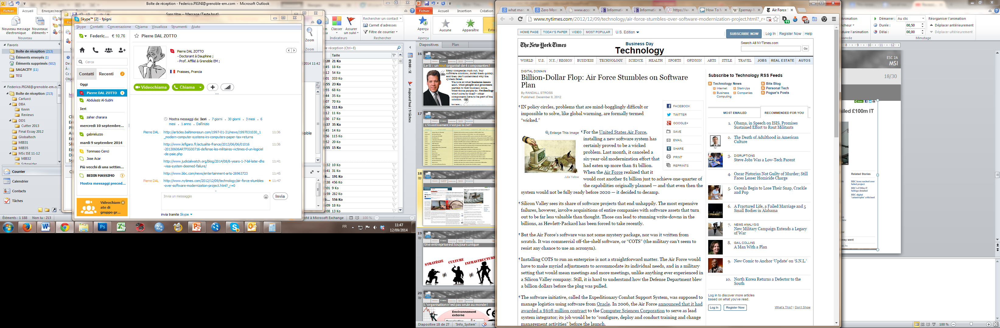 Boîte de réception - Federico.PIGNI@grenoble-em.com - Microsoft Outlook
Fichier
Accueil
Envoyer/recev
Nouveau message électronique
Nouveaux éléments
Nouveau
Favoris
Boîte de réception (213)
Éléments envoyés (1)
Éléments supprimés (502)
SAGACITY (11)
TESI
Federico.PIGNI@grenoble-em.cc
Boîte de réception (213)
Carlucci
DBA
Kevin
Reviews
DDS
Cutter 2013
Final Essay 2012
Globaltech
MIB31
MIB35
MSc ISE 11-12
MIB32
Schneider
Courrier
Calendrier
Contacts
Tâches
Éléments : 1 188 Non lu : 213
Sans titre - Message (Texte brut)
Skype™ [2] - fpigni
Skype Contatti Conversazione Chiama Visualizza Strumenti Aiuto
Federic... € 10,76
Cerca
Contatti
Recenti 2
Oggi
Pierre DAL ZOTTO 1
Abdulaziz Al-Subhi
Ieri
zaher charara
mercredi 10 septembre...
gabrieluzzo
mardi 9 septembre 2014
Tommaso Cenci
Jose Acar
Più vecchi di una settim...
BEDIN MASSIMO 1
Mostra messaggi preced...
Videochiam
ate di
gruppo gr...
Pierre DAL ZOTTO
Pierre DAL ZOTTO
- Doctorant à Dauphine ;
- Prof. Affilié à Grenoble EM ;
Fraisses, Francia
Videochiama
Chiama
Mostra messaggi da: Ieri • 7 giorni • 30 giorni • 3 mesi • 6
mesi • 1 anno • Dall'inizio
Pierre DAL http://articles.baltimoresun.com/1997-01-31/news/1997031030_1 11:36
_modern-computer-systems-irs-computers-paper-tax-returns
http://www.lefigaro.fr/actualite-france/2013/06/06/01016 11:36
-20130606ARTFIG00716-defense-les-militaires-victimes-d-un-logiciel
-de-paie.php
http://www.judicialwatch.org/blog/2014/08/6-years-1-7-bil-later-dhs 11:41
-visa-system-deemed-failure/
http://www.bbc.com/news/entertainment-arts-26963723 11:45
Pierre DAL http://www.nytimes.com/2012/12/09/technology/air-force-stumbles 11:47
-over-software-modernization-project.html?_r=0
Invia un messaggio
Invia
invia tramite Skype
Zoom
Zoom
2014 11:42
Classer
Assurer un suivi
Indicateurs
Rechercher un contact
Carnet d'adresses
Filtre de courrier
Rechercher
de réception (Ctrl+E)
Taille
21 Ko
18 Ko
54 Ko
333 Ko
23 Ko
68 Ko
35 Ko
70 Ko
111 Ko
11 Ko
17 Ko
35 Ko
14 Ko
115 Ko
20 Ko
15 Ko
10 Ko
31 Ko
191 Ko
456 Ko
9 Ko
282 Ko
556 Ko
18 Ko
13 Ko
09:00 : SI
Aujourd'hui : 9 tâches
ecté à Microsoft Exchange
100 %
FR
11:47
12/09/2014
Fichier
Accueil
Insertion
Création
Aperçu
Aperçu
Aucune
Apparaître
Esto
Diapositives
Plan
16
Le SI : un tout organisé de 4 composantes !
Many companies rush out, buy
software solutions, install them quickly,
and then can't understand why the
system failed.
We look at what business issues
exist, what people and processes
pertain to that business issue,
what those people do. Technology
won't solve by itself – other
components have to be part of the
solution.
17
L'investissement n'est pas la clef !
18
19
Une entreprise est toujours unique
STRATÉGIE
CULTURE
INFRASTRUCTURE
≠ ≠
20
L'organisation n'est pas seule au monde !
Environnement
externe
Diapositive 18 de 27
"Info_System"
what man
Zero Mom
www.econ
Informatic
Informatic
https://ww
How To M
Epernay-M
Air Force S
www.nytimes.com/2012/12/09/technology/air-force-stumbles-over-software-modernization-project.html?_r=
HOME PAGE
TODAY'S PAPER
VIDEO
MOST POPULAR
U.S. Edition
SUBSCRIBE NOW
Log In
Register Now
Help
The New York Times
Business Day
Technology
Search All NYTimes.com
Go
WORLD U.S. N.Y. / REGION BUSINESS TECHNOLOGY SCIENCE HEALTH SPORTS OPINION ARTS STYLE TRAVEL JOBS REAL ESTATE AUTOS
DIGITAL DOMAIN
Billion-Dollar Flop: Air Force Stumbles on Software
Plan
By RANDALL STROSS
Published: December 8, 2012
IN policy circles, problems that are mind-bogglingly difficult or
impossible to solve, like global warming, are formally termed
“wicked.”
FACEBOOK
TWITTER
GOOGLE+
SAVE
EMAIL
SHARE
PRINT
REPRINTS
Enlarge This Image
Julia Yellow
For the United States Air Force,
installing a new software system has
certainly proved to be a wicked
problem. Last month, it canceled a
six-year-old modernization effort that
had eaten up more than $1 billion.
When the Air Force realized that it
would cost another $1 billion just to achieve one-quarter of
the capabilities originally planned — and that even then the
system would not be fully ready before 2020 — it decided to decamp.
Silicon Valley sees its share of software projects that end unhappily. The most expensive
failures, however, involve acquisitions of entire companies with software assets that turn
out to be far less valuable than thought. Those can lead to stunning write-downs in the
billions, as Hewlett-Packard has been forced to take recently.
But the Air Force’s software was not some mystery package, nor was it written from
scratch. It was commercial off-the-shelf software, or “COTS” (the military can’t seem to
resist any chance to use an acronym).
Installing COTS to run an enterprise is not a straightforward matter. The Air Force would
have to make myriad adjustments to accommodate its individual needs, and in a military
setting that would mean meetings and more meetings, unlike anything ever experienced in
a Silicon Valley company. Still, it is hard to understand how the Defense Department blew
a billion dollars before the plug was pulled.
The software initiative, called the Expeditionary Combat Support System, was supposed to
manage logistics using software from Oracle. In 2006, the Air Force announced that it had
awarded a $628 million contract to the Computer Sciences Corporation to serve as lead
system integrator; its job would be to “configure, deploy and conduct training and change
management activities” before the launch.
Subscribe to Technology RSS Feeds
Technology News
Internet
Start-Ups
Business Computing
Companies
Bits Blog
Personal Tech
Pogue's Posts
MOST EMAILED
RECOMMENDED FOR YOU
1. Obama, in Speech on ISIS, Promises
Sustained Effort to Rout Militants
2. The Death of Adulthood in American
Culture
3. DISRUPTIONS
Steve Jobs Was a Low-Tech Parent
4. Oscar Pistorius Not Guilty of Murder; Still
Faces Lesser Homicide Charge
5. Cereals Begin to Lose Their Snap, Crackle
and Pop
6. A Fractured Life, a Failed Marriage and 5
Small Bodies in Alabama
7. NEWS ANALYSIS
New Military Campaign Extends a Legacy
of War
8. GAIL COLLINS
A Man With a Plan
9. New Comic to Anchor ‘Update’ on ‘S.N.L.’
10. North Korea Returns a Defector to the
South
Log in to discover more articles
based on what you've read.
Log In
Register Now
What's This? | Don't Show
Démarrer : Au clic
Durée : 00,50
Délai : 00,00
Réorganiser l'animation
Déplacer antérieurement
Déplacer ultérieurement
Minutage
ESC 2A
MSI
18/30
Share
iled £100m IT
Related Stories
BBC boss sacked over
failed project
BBC's £100m IT
failings detailed
BBC digital
'catastrophe' criticised
100 %